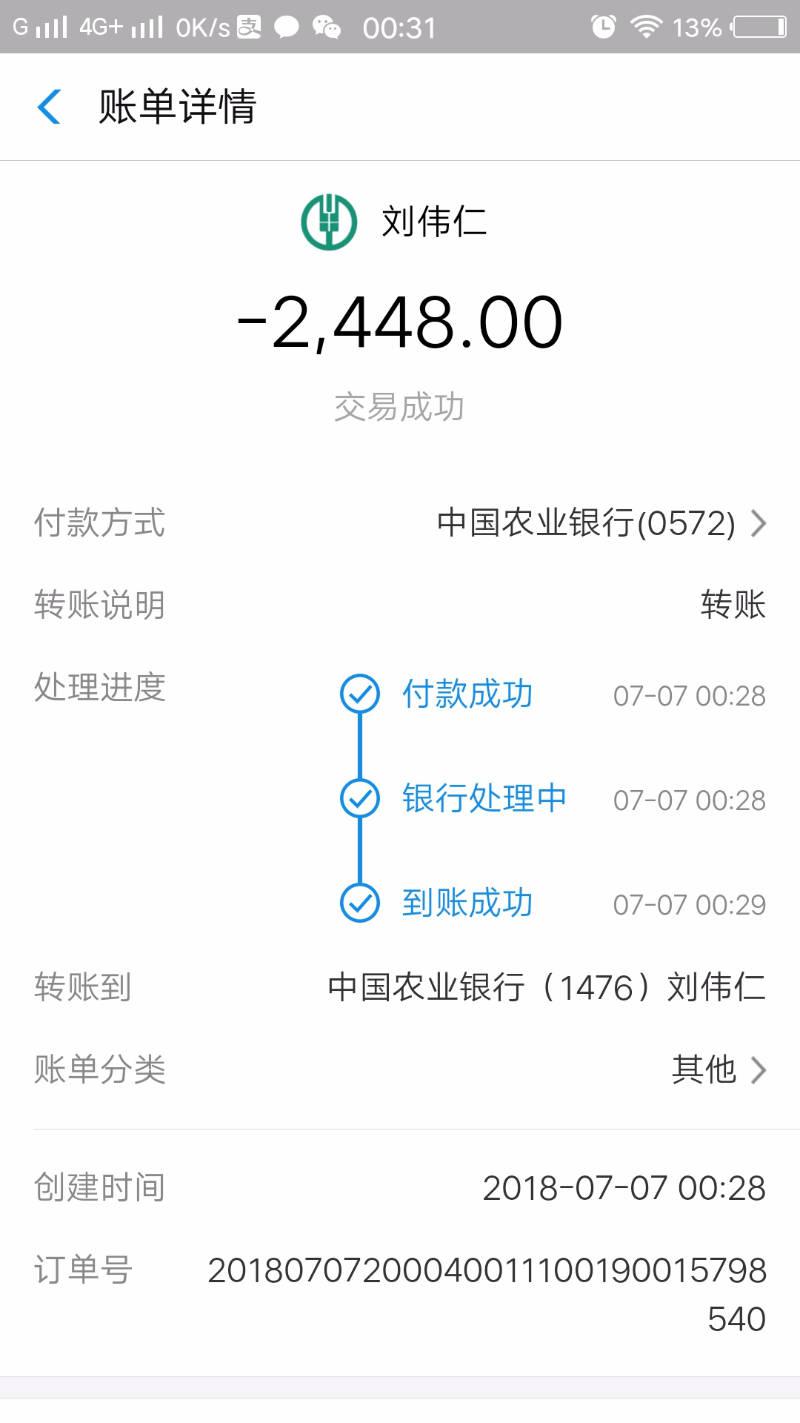 G 4G+ 0K/s 支 00:31 13%
账单详情
刘伟仁
-2,448.00
交易成功
付款方式 中国农业银行(0572)
转账说明 转账
处理进度 付款成功 07-07 00:28
银行处理中 07-07 00:28
到账成功 07-07 00:29
转账到 中国农业银行（1476）刘伟仁
账单分类 其他
创建时间 2018-07-07 00:28
订单号 20180707200040011100190015798
540